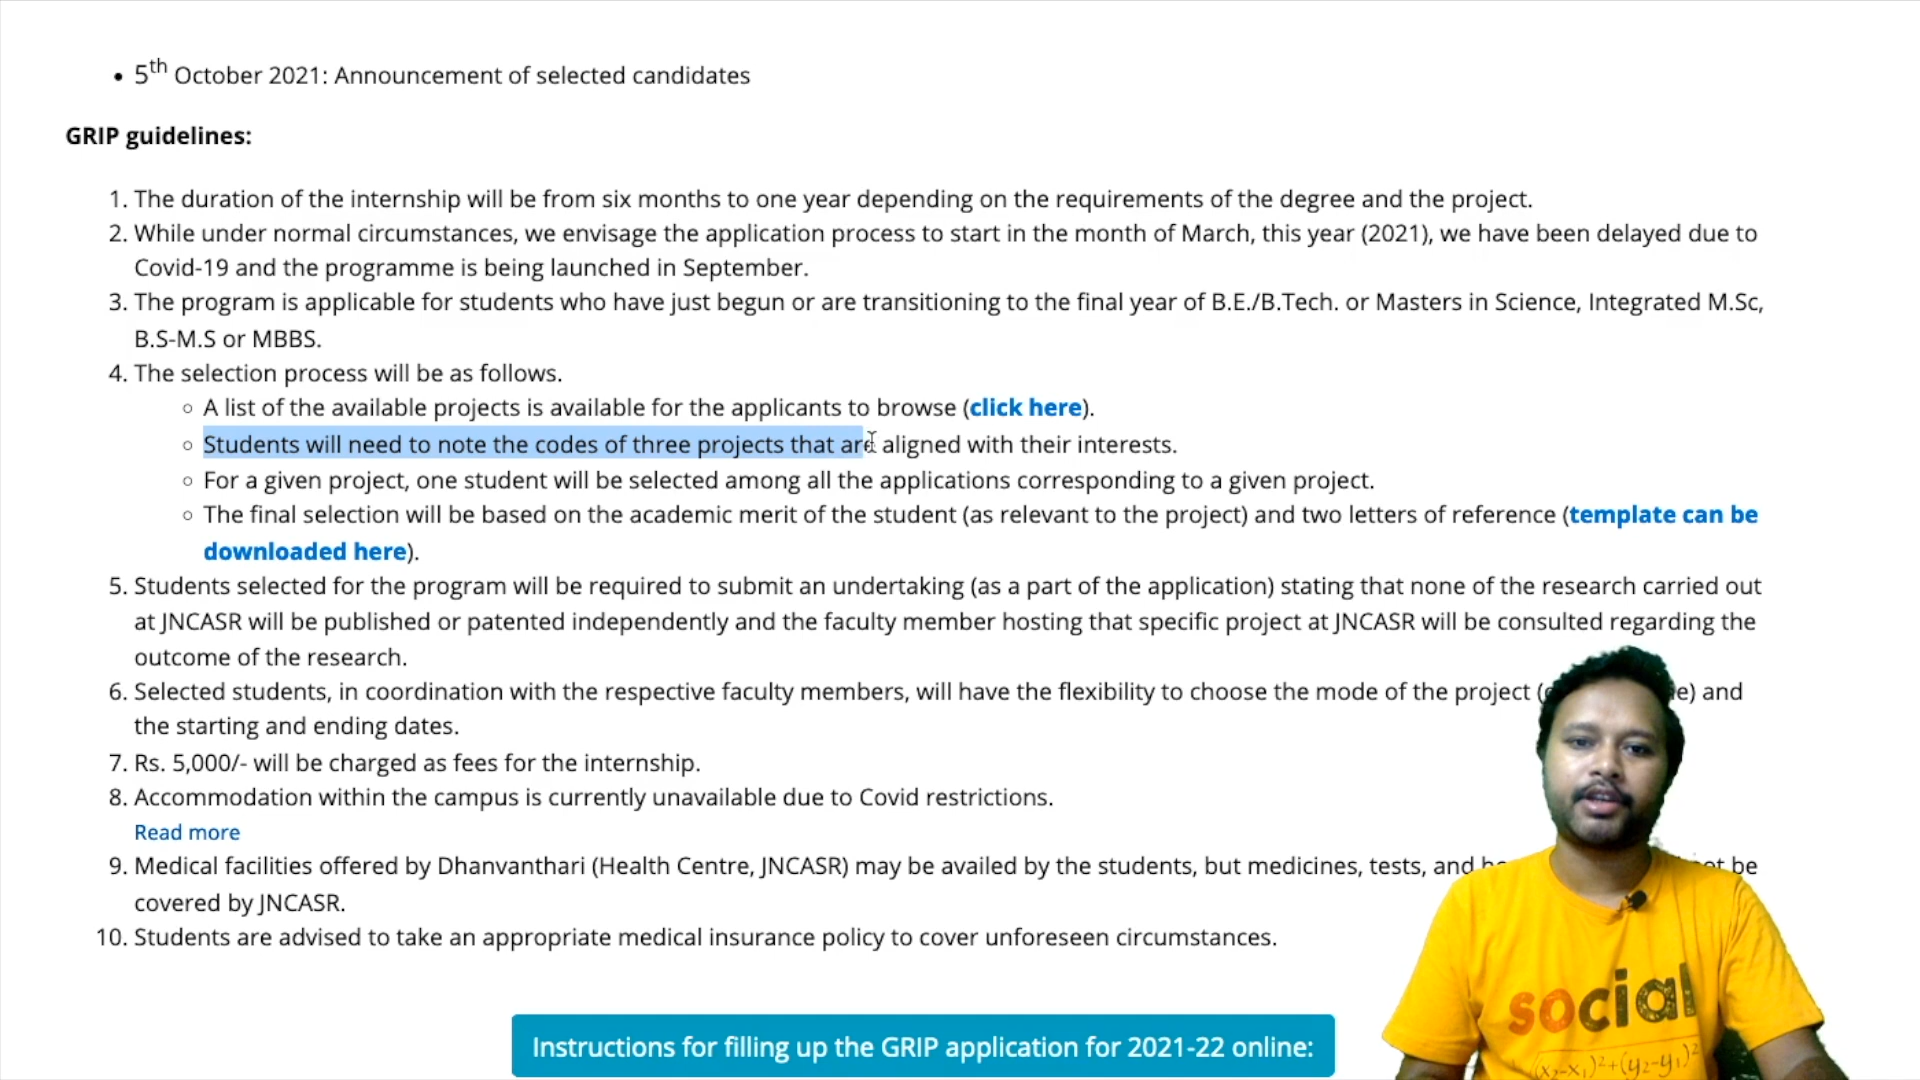 • 5th October 2021: Announcement of selected candidates
GRIP guidelines:
1. The duration of the internship will be from six months to one year depending on the requirements of the degree and the project.
2. While under normal circumstances, we envisage the application process to start in the month of March, this year (2021), we have been delayed due to
Covid-19 and the programme is being launched in September.
3. The program is applicable for students who have just begun or are transitioning to the final year of B.E./B.Tech. or Masters in Science, Integrated M.Sc,
B.S-M.S or MBBS.
4. The selection process will be as follows.
○ A list of the available projects is available for the applicants to browse (click here).
○ Students will need to note the codes of three projects that are aligned with their interests.
○ For a given project, one student will be selected among all the applications corresponding to a given project.
○ The final selection will be based on the academic merit of the student (as relevant to the project) and two letters of reference (template can be
downloaded here).
5. Students selected for the program will be required to submit an undertaking (as a part of the application) stating that none of the research carried out
at JNCASR will be published or patented independently and the faculty member hosting that specific project at JNCASR will be consulted regarding the
outcome of the research.
6. Selected students, in coordination with the respective faculty members, will have the flexibility to choose the mode of the project and
the starting and ending dates.
7. Rs. 5,000/- will be charged as fees for the internship.
8. Accommodation within the campus is currently unavailable due to Covid restrictions.
Read more
9. Medical facilities offered by Dhanvanthari (Health Centre, JNCASR) may be availed by the students, but medicines, tests, and be
covered by JNCASR.
10. Students are advised to take an appropriate medical insurance policy to cover unforeseen circumstances.
social
(x₂-x₁)²+(y₂-y₁)²
Instructions for filling up the GRIP application for 2021-22 online: